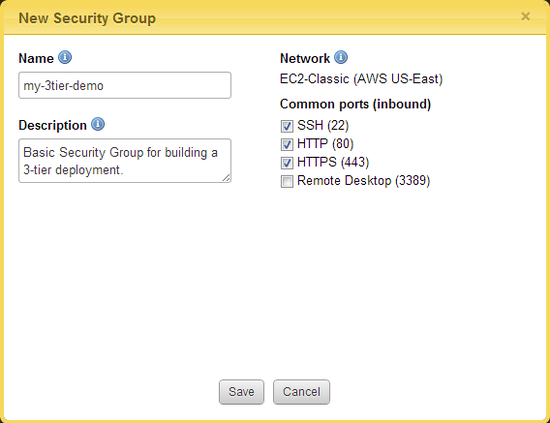 New Security Group
Name
my-3tier-demo
Description
Basic Security Group for building a
3-tier deployment.
Network
EC2-Classic (AWS US-East)
Common ports (inbound)
SSH (22)
HTTP (80)
HTTPS (443)
Remote Desktop (3389)
Save
Cancel